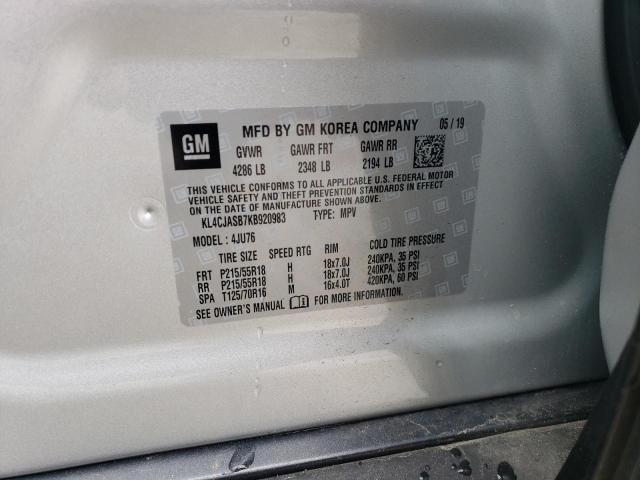 GM
MFD BY GM KOREA COMPANY 05 / 19
GVWR GAWR FRT GAWR RR
4286 LB 2348 LB 2194 LB
THIS VEHICLE CONFORMS TO ALL APPLICABLE U.S. FEDERAL MOTOR
VEHICLE SAFETY AND THEFT PREVENTION STANDARDS IN EFFECT ON
THE DATE OF MANUFACTURE SHOWN ABOVE.
KL4CJASB7KB920983 TYPE: MPV
MODEL : 4JU76
TIRE SIZE SPEED RTG RIM COLD TIRE PRESSURE
FRT P215/55R18 H 18x7.0J 240KPA, 35 PSI
RR P215/55R18 H 18x7.0J 240KPA, 35 PSI
SPA T125/70R16 M 16x4.0T 420KPA, 60 PSI
SEE OWNER'S MANUAL FOR MORE INFORMATION.